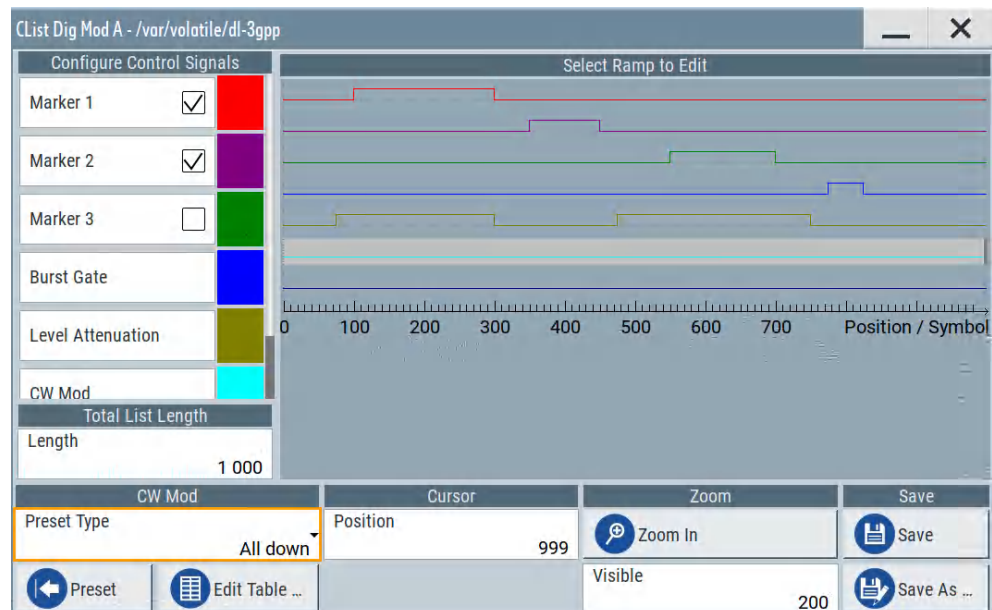 CList Dig Mod A - /var/volatile/dl-3gpp
Configure Control Signals
Select Ramp to Edit
Marker 1
Marker 2
Marker 3
Burst Gate
Level Attenuation
CW Mod
0 100 200 300 400 500 600 700 Position / Symbol
Total List Length
Length
1 000
CW Mod
Cursor
Zoom
Save
Preset Type
All down
Position
999
Zoom In
Save
Preset
Edit Table ...
Visible
200
Save As ...